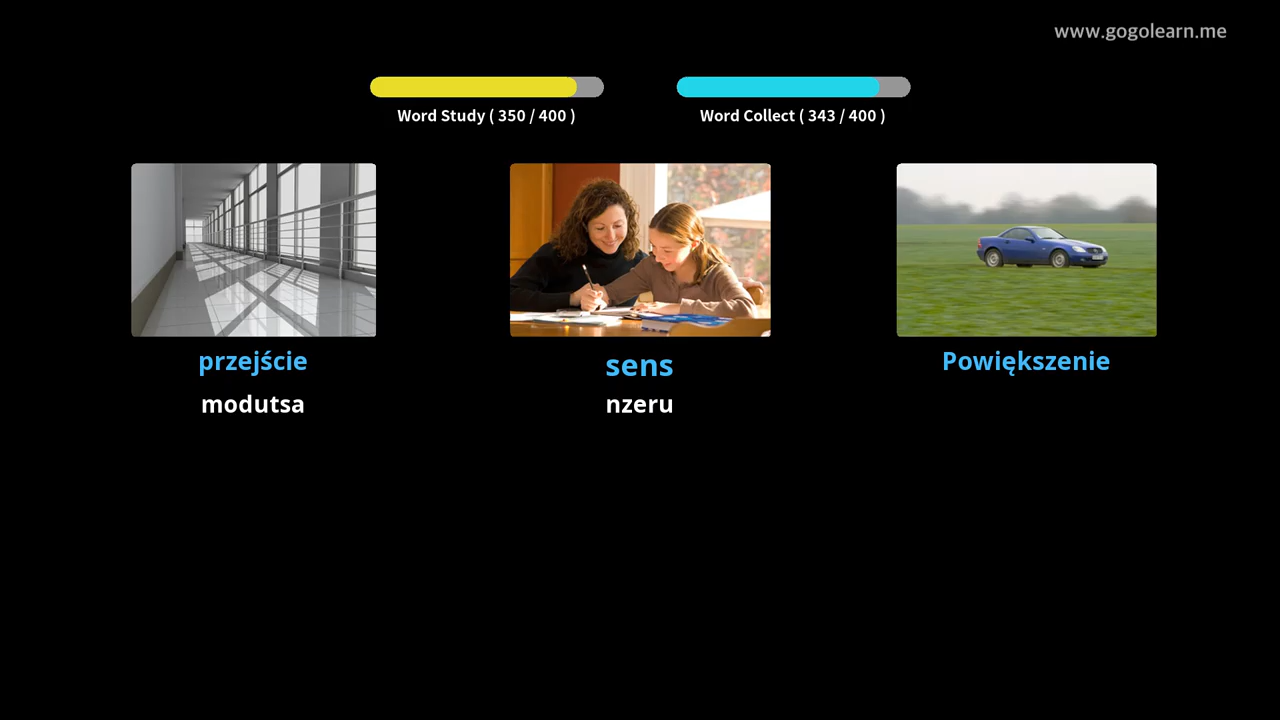 www.gogolearn.me
Word Study ( 350 / 400 )
Word Collect ( 343 / 400 )
przejście
sens
Powiększenie
modutsa
nzeru